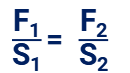 F₁/S₁ = F₂/S₂